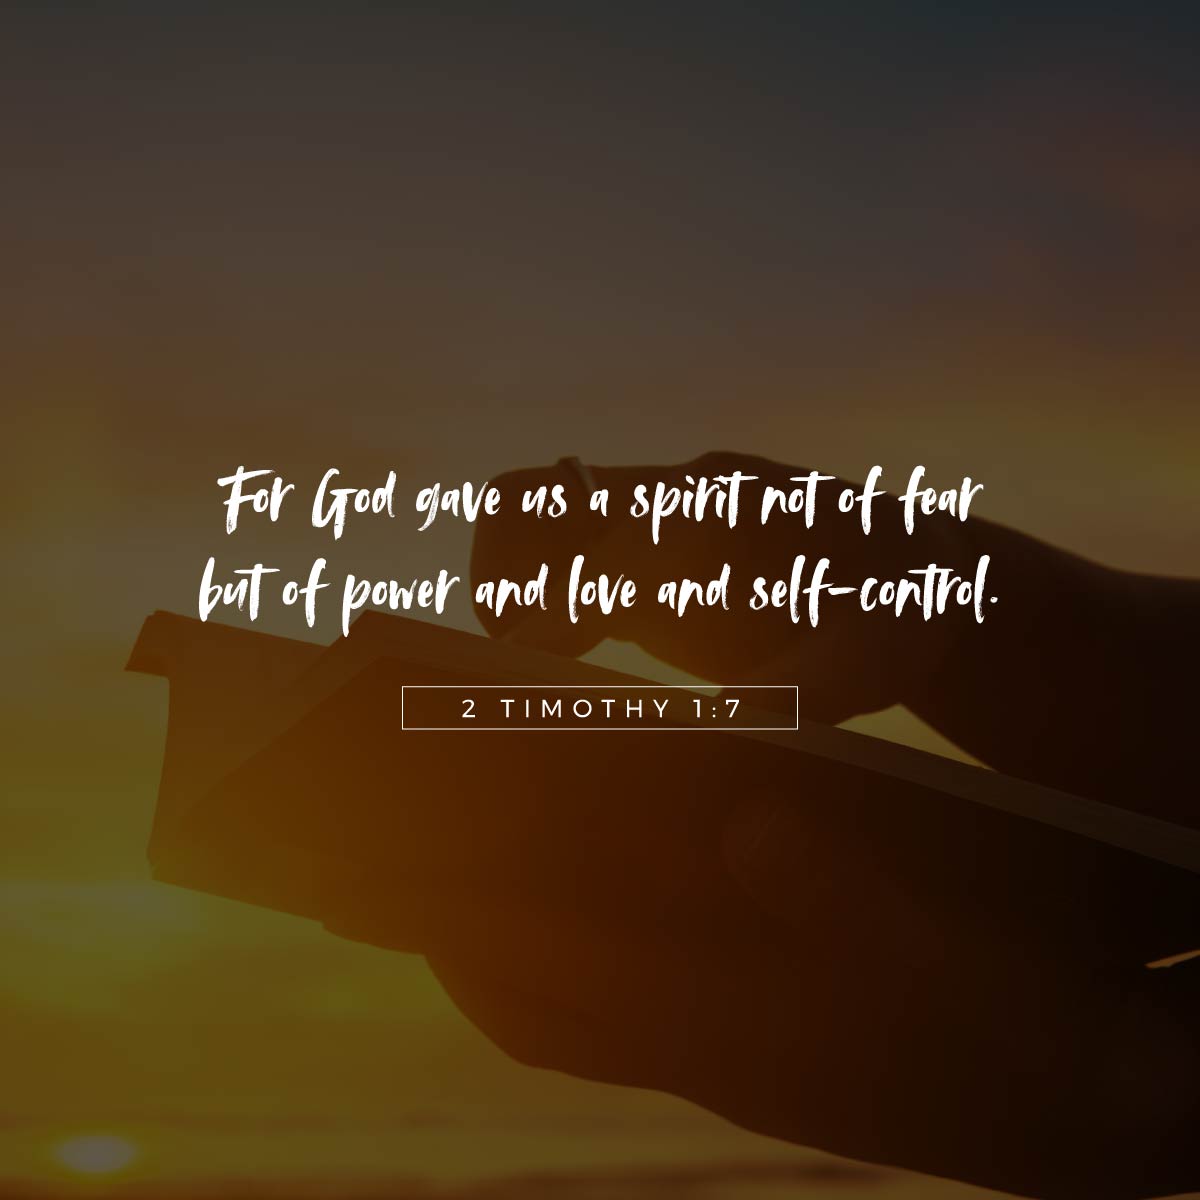 For God gave us a spirit not of fear
but of power and love and self-control.
2 TIMOTHY 1:7